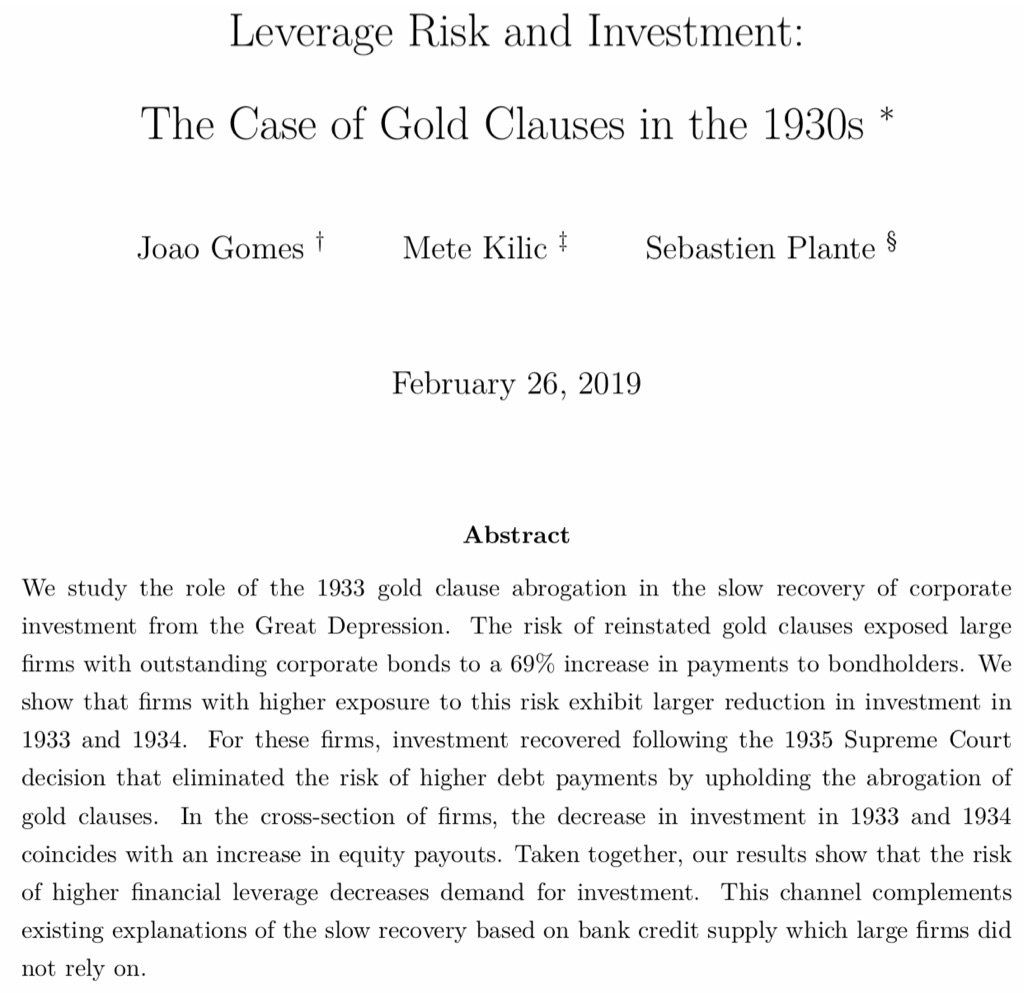 Leverage Risk and Investment:
The Case of Gold Clauses in the 1930s *
Joao Gomes † Mete Kilic ‡ Sebastien Plante §
February 26, 2019
Abstract
We study the role of the 1933 gold clause abrogation in the slow recovery of corporate
investment from the Great Depression. The risk of reinstated gold clauses exposed large
firms with outstanding corporate bonds to a 69% increase in payments to bondholders. We
show that firms with higher exposure to this risk exhibit larger reduction in investment in
1933 and 1934. For these firms, investment recovered following the 1935 Supreme Court
decision that eliminated the risk of higher debt payments by upholding the abrogation of
gold clauses. In the cross-section of firms, the decrease in investment in 1933 and 1934
coincides with an increase in equity payouts. Taken together, our results show that the risk
of higher financial leverage decreases demand for investment. This channel complements
existing explanations of the slow recovery based on bank credit supply which large firms did
not rely on.